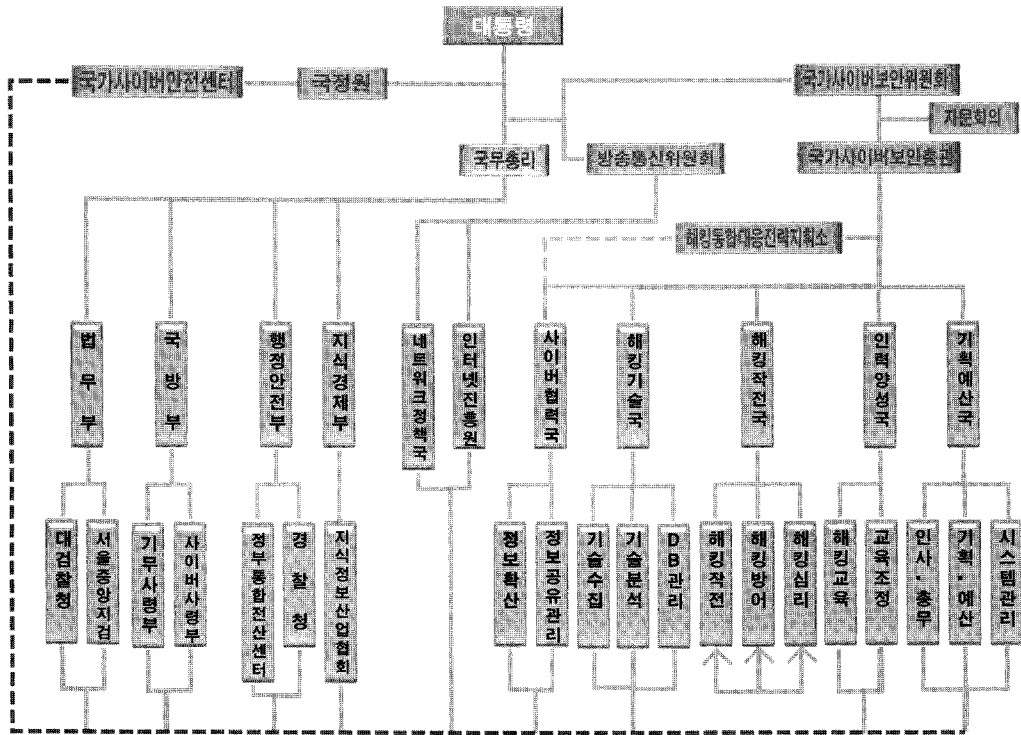 대통령
국가사이버안전센터
국정원
국가사이버보안위원회
자문회의
국무총리
방송통신위원회
국가사이버보안총관
해킹통합대응전략지휘소
법무부
국방부
행정안전부
지식경제부
네트워크정책국
인터넷진흥원
사이버협력국
해킹기술국
해킹작전국
인력양성국
기획예산국
대검찰청
서울중앙지검
기무사령부
사이버사령부
정부통합전산센터
경찰청
지식정보산업협회
정보확산
정보공유관리
기술수집
기술분석
DB관리
해킹작전
해킹방어
해킹심리
해킹교육
교육조정
인사·총무
기획·예산
시스템관리